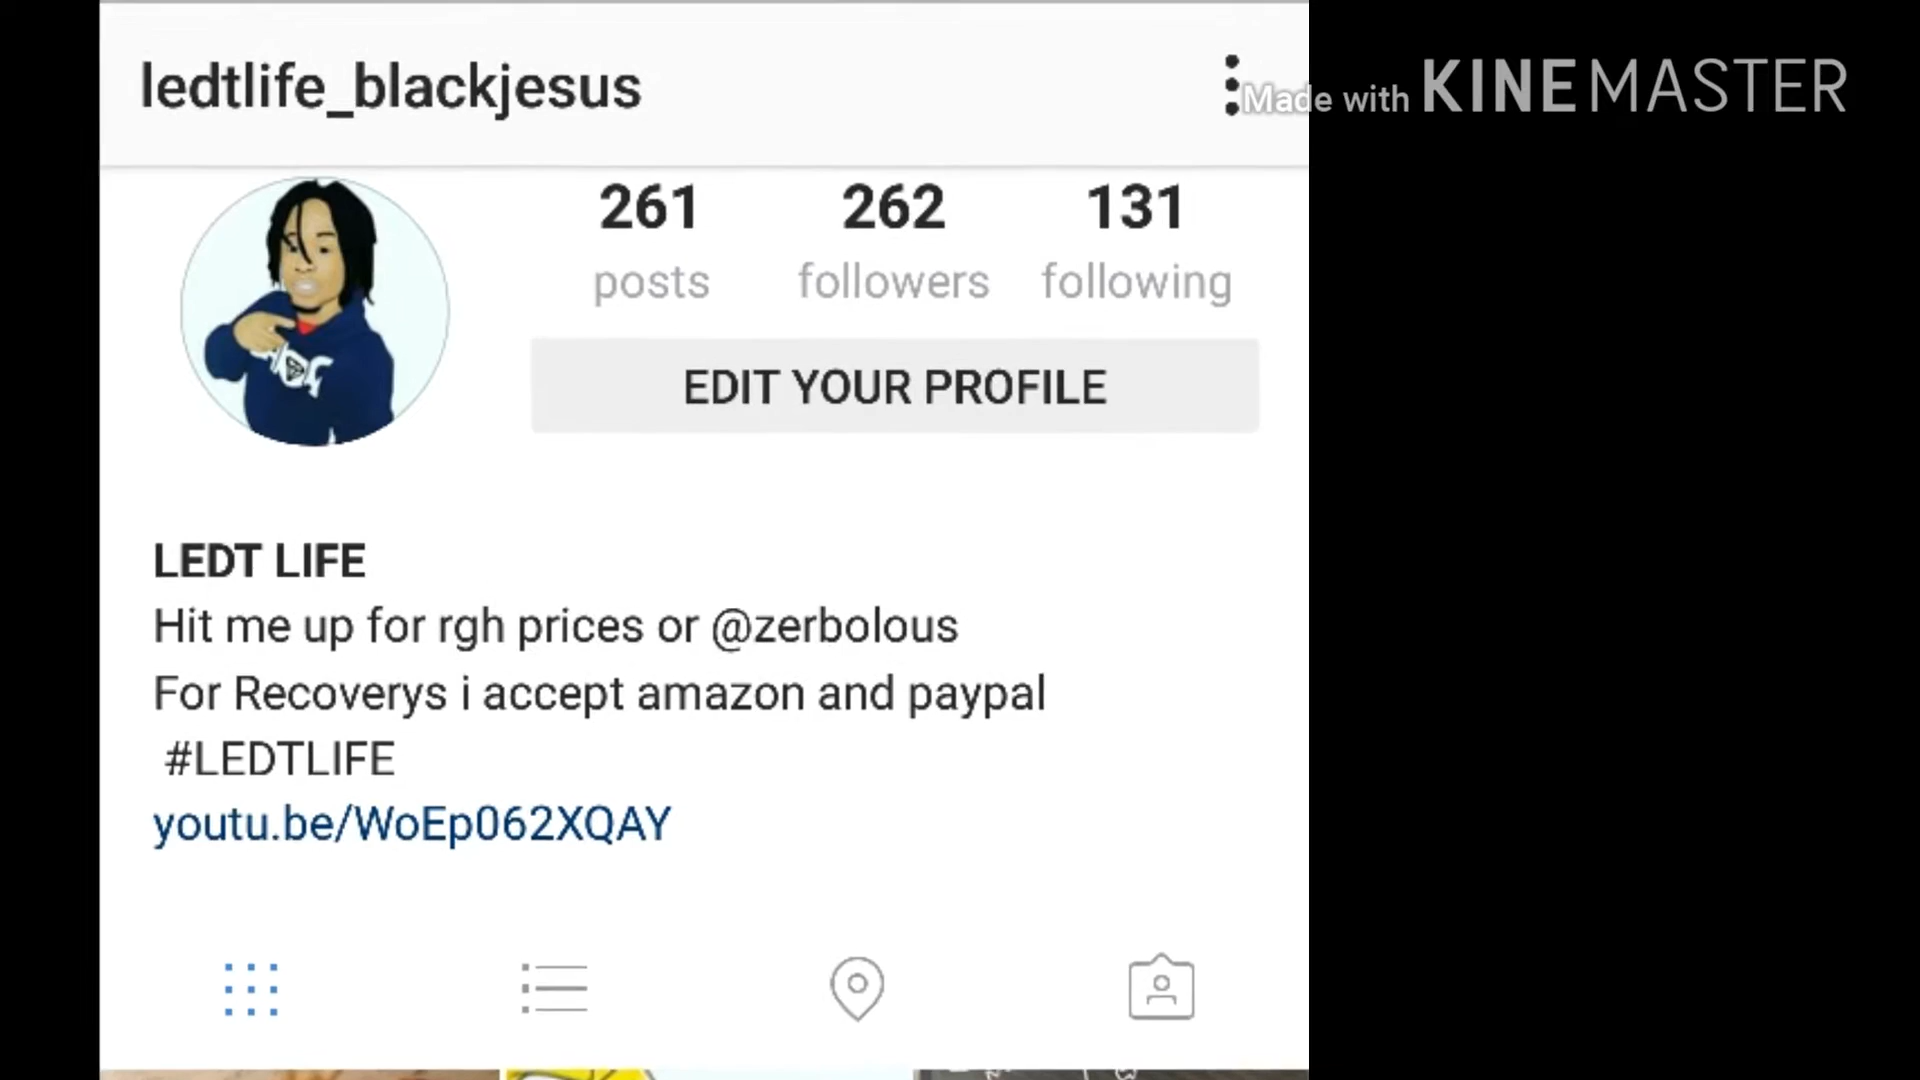 ledtlife_blackjesus
Made with KINEMASTER
261 262 131
posts followers following
EDIT YOUR PROFILE
LEDT LIFE
Hit me up for rgh prices or @zerbolous
For Recoverys i accept amazon and paypal
#LEDTLIFE
youtu.be/WoEp062XQAY